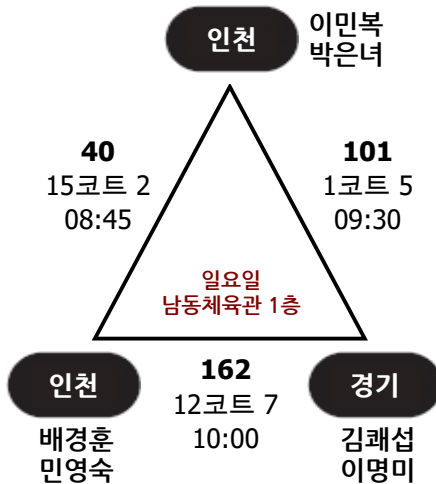 인천
이민복
박은녀
40
15코트 2
08:45
101
1코트 5
09:30
일요일
남동체육관 1층
인천
배경훈
민영숙
162
12코트 7
10:00
경기
김쾌섭
이명미